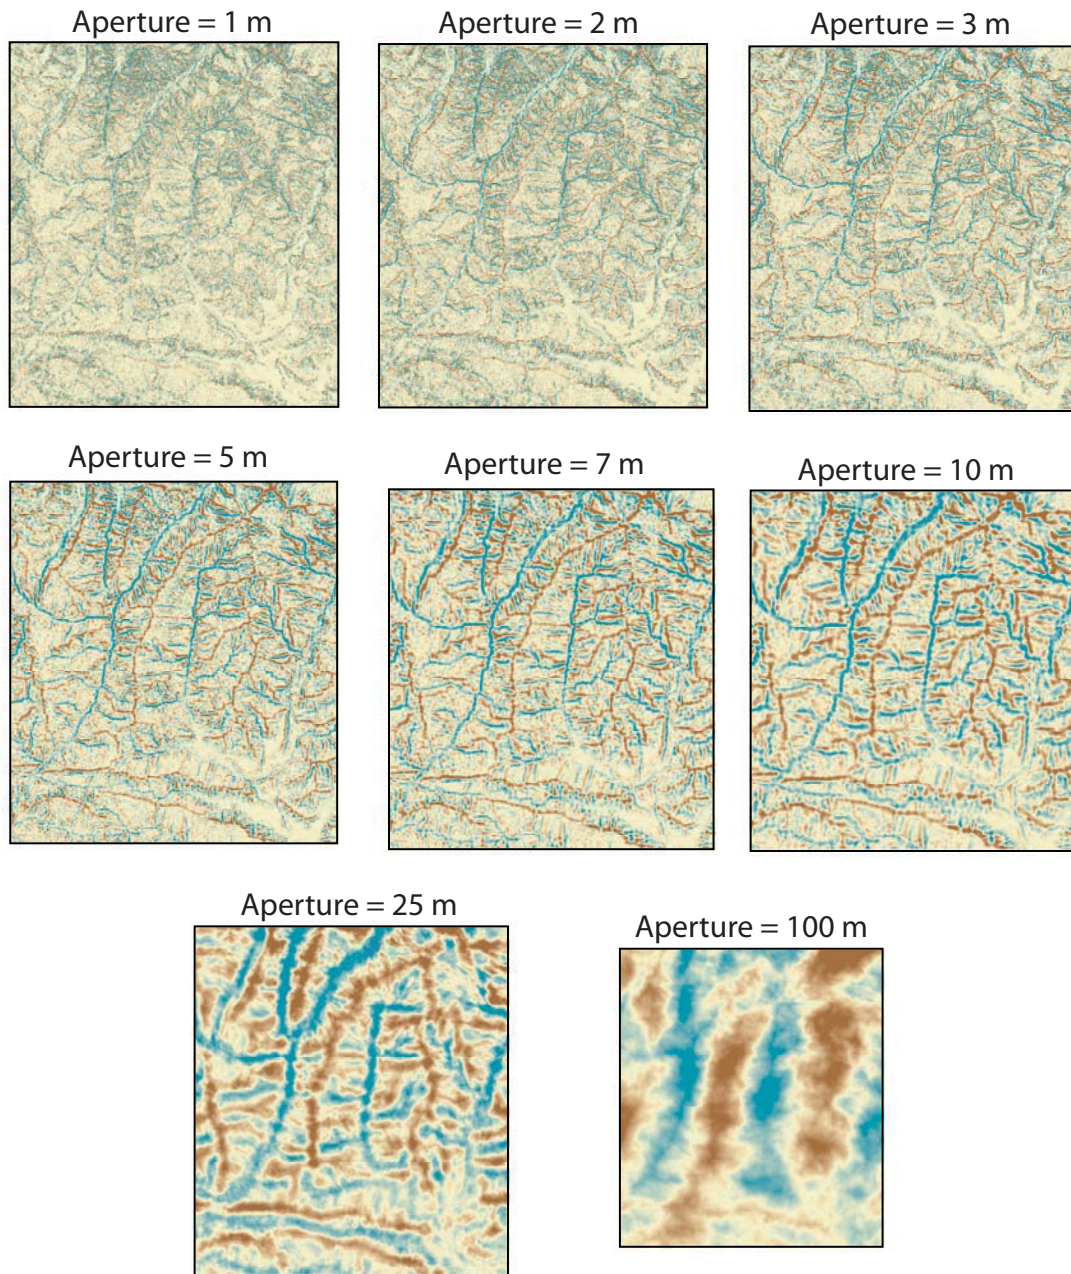 Aperture = 1 m
Aperture = 2 m
Aperture = 3 m
Aperture = 5 m
Aperture = 7 m
Aperture = 10 m
Aperture = 25 m
Aperture = 100 m